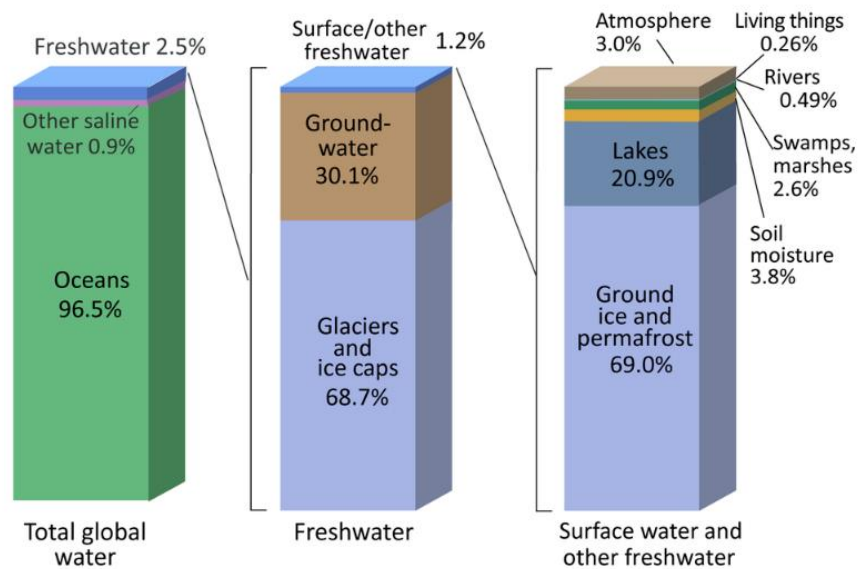 Freshwater 2.5%
Other saline
water 0.9%
Oceans
96.5%
Total global
water
Surface/other
freshwater
1.2%
Ground-
water
30.1%
Glaciers
and
ice caps
68.7%
Freshwater
Atmosphere
3.0%
Living things
0.26%
Rivers
0.49%
Swamps,
marshes
2.6%
Soil
moisture
3.8%
Lakes
20.9%
Ground
ice and
permafrost
69.0%
Surface water and
other freshwater